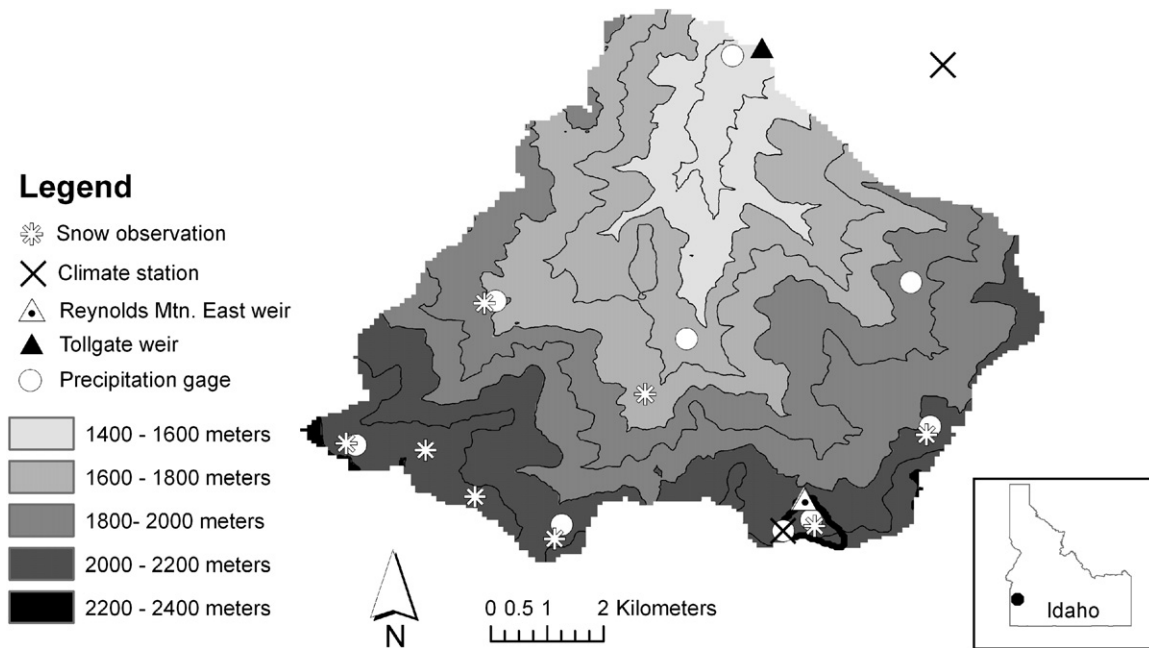 Legend
Snow observation
Climate station
Reynolds Mtn. East weir
Tollgate weir
Precipitation gage
1400 - 1600 meters
1600 - 1800 meters
1800- 2000 meters
2000 - 2200 meters
2200 - 2400 meters
N
0 0.5 1 2 Kilometers
Idaho